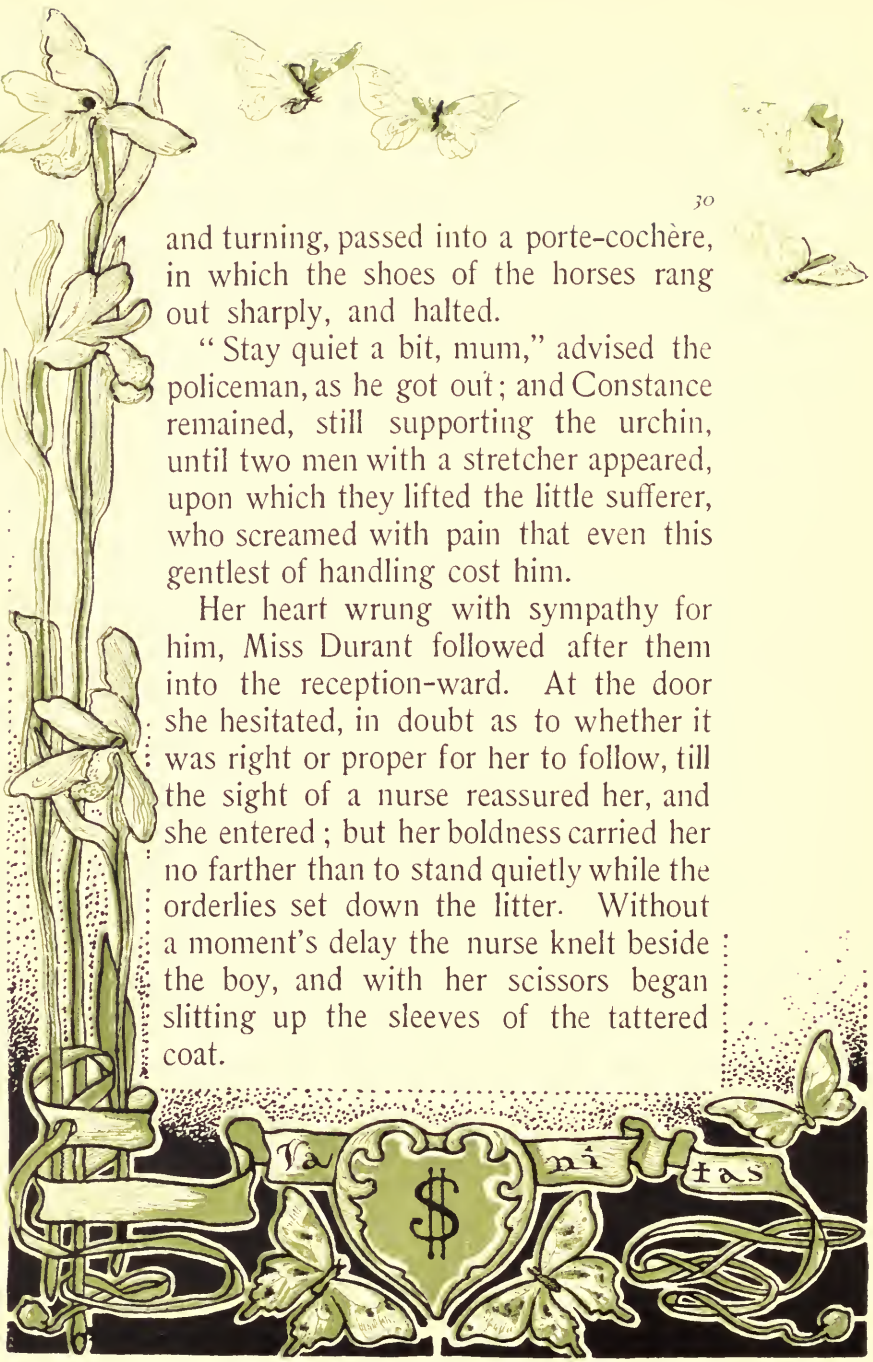 30
and turning, passed into a porte-cochère,
in which the shoes of the horses rang
out sharply, and halted.
“ Stay quiet a bit, mum,” advised the
policeman, as he got out ; and Constance
remained, still supporting the urchin,
until two men with a stretcher appeared,
upon which they lifted the little sufferer,
who screamed with pain that even this
gentlest of handling cost him.
Her heart wrung with sympathy for
him, Miss Durant followed after them
into the reception-ward. At the door
she hesitated, in doubt as to whether it
was right or proper for her to follow, till
the sight of a nurse reassured her, and
she entered ; but her boldness carried her
no farther than to stand quietly while the
orderlies set down the litter. Without
a moment’s delay the nurse knelt beside
the boy, and with her scissors began
slitting up the sleeves of the tattered
coat.
Va $ ni tas